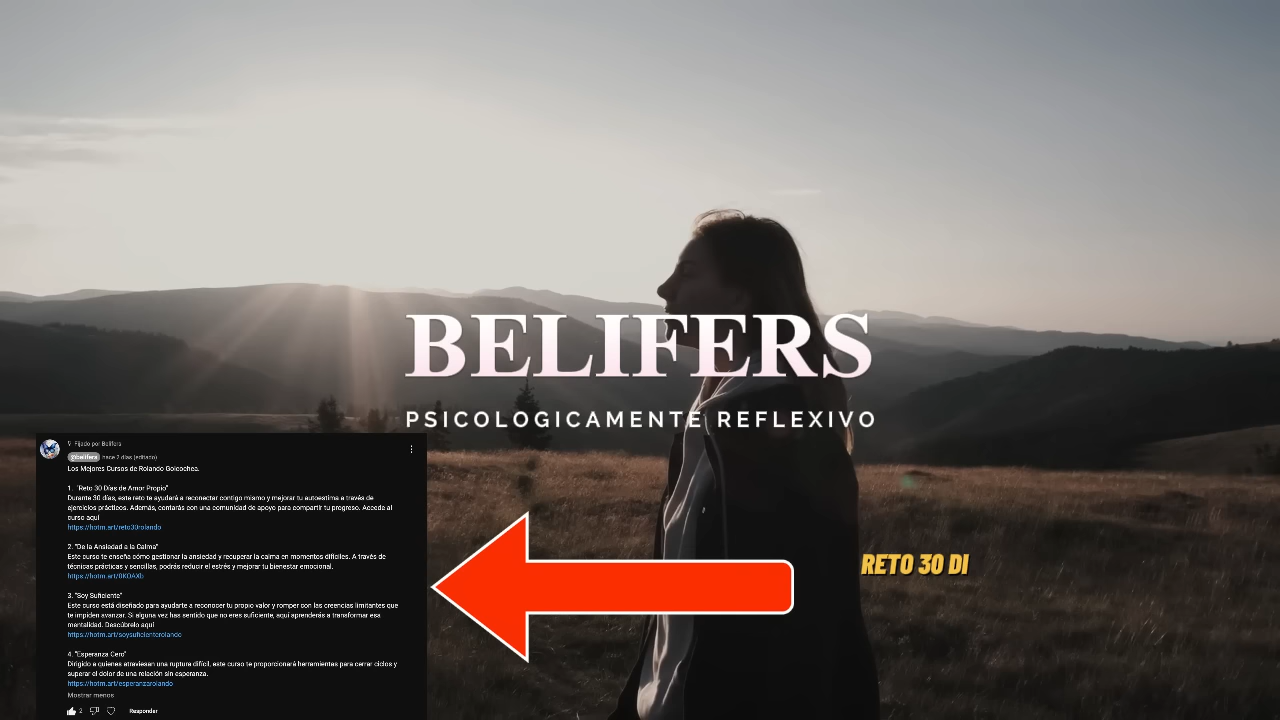 BELIFERS
PSICOLOGICAMENTE REFLEXIVO
Fijado por Belifers
@belifers hace 2 días (editado)
Los Mejores Cursos de Rolando Goicochea.
1. "Reto 30 Días de Amor Propio"
Durante 30 días, este reto te ayudará a reconectar contigo mismo y mejorar tu autoestima a través de
ejercicios prácticos. Además, contarás con una comunidad de apoyo para compartir tu progreso. Accede al
curso aquí
https://hotm.art/reto30rolando
2. "De la Ansiedad a la Calma"
Este curso te enseña cómo gestionar la ansiedad y recuperar la calma en momentos difíciles. A través de
técnicas prácticas y sencillas, podrás reducir el estrés y mejorar tu bienestar emocional.
https://hotm.art/0KOAXb
3. "Soy Suficiente"
Este curso está diseñado para ayudarte a reconocer tu propio valor y romper con las creencias limitantes que
te impiden avanzar. Si alguna vez has sentido que no eres suficiente, aquí aprenderás a transformar esa
mentalidad. Descúbrelo aquí
https://hotm.art/soysuficienterolando
4. "Esperanza Cero"
Dirigido a quienes atraviesan una ruptura difícil, este curso te proporcionará herramientas para cerrar ciclos y
superar el dolor de una relación sin esperanza.
https://hotm.art/esperanzarolando
Mostrar menos
2 Responder
RETO 30 DI